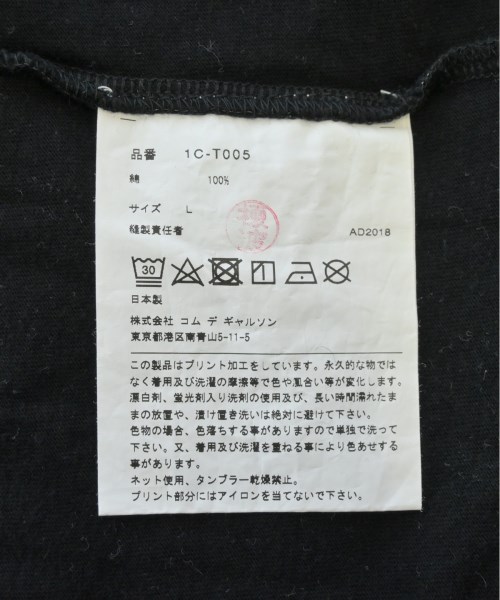 品番 1C-T005
綿 100%
サイズ L
縫製責任者 AD2018
30
日本製
株式会社 コム デ ギャルソン
東京都港区南青山5-11-5
この製品はプリント加工をしています。永久的な物では
なく着用及び洗濯の摩擦等で色や風合い等が変化します。
漂白剤、蛍光剤入り洗剤の使用及び、長い時間濡れたま
まの放置や、漬け置き洗いは絶対に避けて下さい。
色物の場合、色落ちする事がありますので単独で洗って
下さい。又、着用及び洗濯を重ねる事により色あせする
事があります。
ネット使用、タンブラー乾燥禁止。
プリント部分にはアイロンを当てないで下さい。